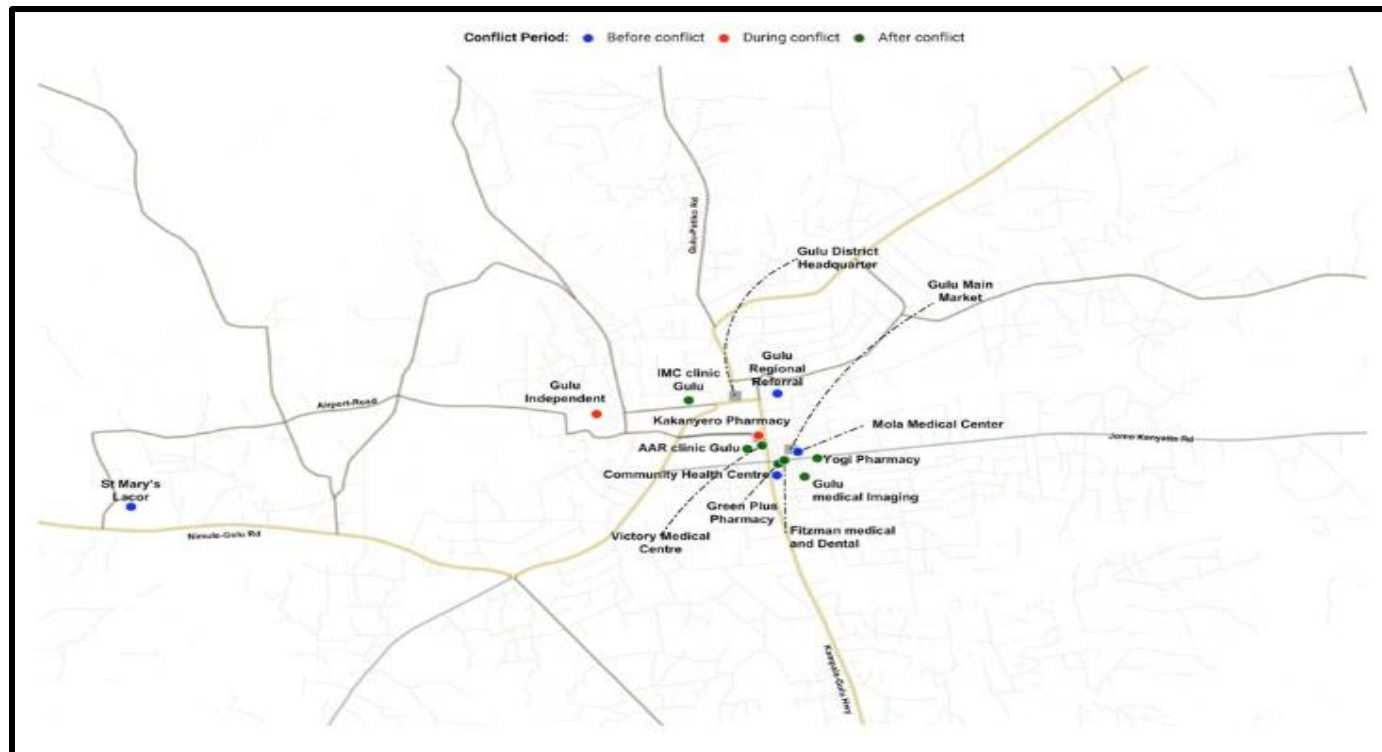 Conflict Period: Before conflict During conflict After conflict
Gulu-Patiko Rd
Gulu District
Headquarter
Gulu Main
Market
Gulu
Regional
Referral
IMC clinic
Gulu
Gulu
Independent
Airport-Road
Kakanyero Pharmacy
Mola Medical Center
Jomo Kenyatta Rd
AAR clinic Gulu
Yogi Pharmacy
Community Health Centre
Gulu
medical Imaging
St Mary's
Lacor
Green Plus
Pharmacy
Nimule-Gulu Rd
Victory Medical
Centre
Fitzman medical
and Dental
Kampala-Gulu Hwy